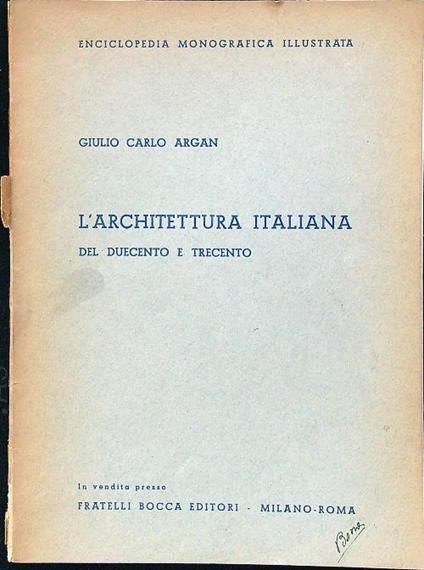 ENCICLOPEDIA MONOGRAFICA ILLUSTRATA
GIULIO CARLO ARGAN
L'ARCHITETTURA ITALIANA
DEL DUECENTO E TRECENTO
In vendita presso
FRATELLI BOCCA EDITORI - MILANO-ROMA